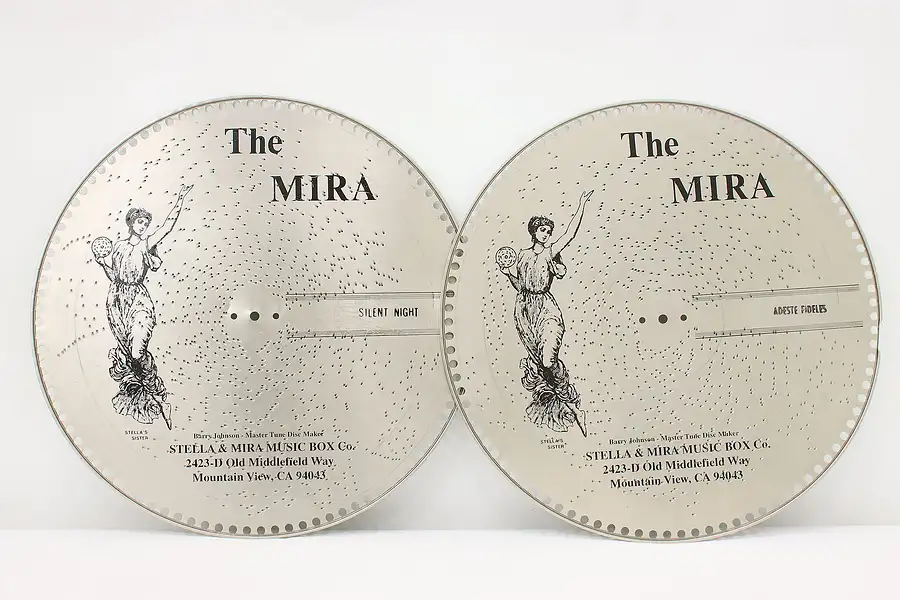 The
MIRA
SILENT NIGHT
STELLA'S
SISTER
Barry Johnson - Master Tune Disc Maker
STELLA & MIRA MUSIC BOX Co.
2423-D Old Middlefield Way
Mountain View, CA 94043
The
MIRA
ADESTE FIDELES
STELLA'S
SISTER
Barry Johnson - Master Tune Disc Maker
STELLA & MIRA MUSIC BOX Co.
2423-D Old Middlefield Way
Mountain View, CA 94043